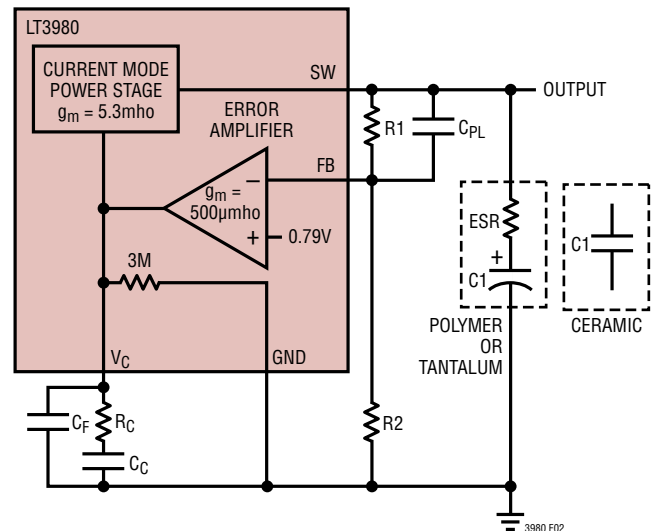 LT3980
CURRENT MODE
POWER STAGE
gm = 5.3mho
SW
OUTPUT
ERROR
AMPLIFIER
R1
CPL
FB
gm =
500µmho
−
+
0.79V
3M
ESR
+
C1
C1
POLYMER
OR
TANTALUM
CERAMIC
VC
GND
CF
RC
CC
R2
3980 F02